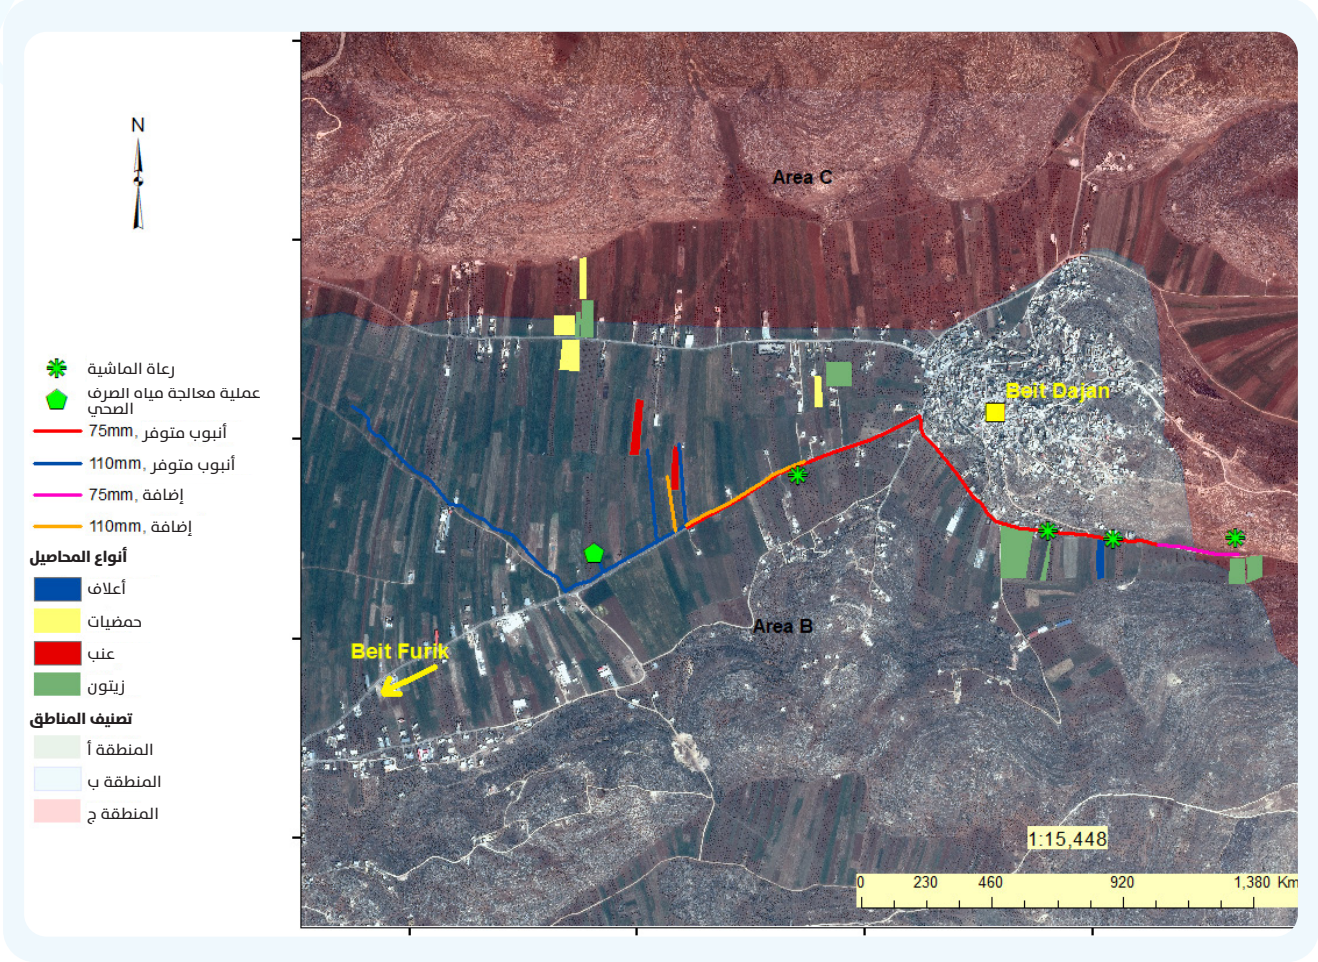 N
Area C
Beit Dajan
رعاة الماشية
عملية معالجة مياه الصرف
الصحي
أنبوب متوفر ,75mm
أنبوب متوفر ,110mm
إضافة ,75mm
إضافة ,110mm
أنواع المحاصيل
أعلاف
حمضيات
عنب
زيتون
تصنيف المناطق
المنطقة أ
المنطقة ب
المنطقة ج
Area B
Beit Furik
1:15,448
0 230 460 920 1,380 Km